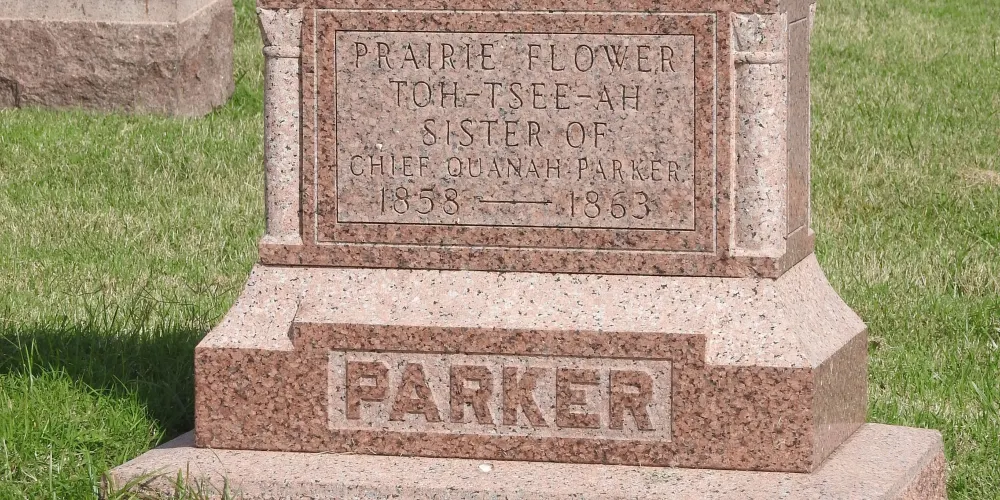 PRAIRIE FLOWER
TOH-TSEE-AH
SISTER OF
CHIEF QUANAH PARKER.
1858 — 1863
PARKER